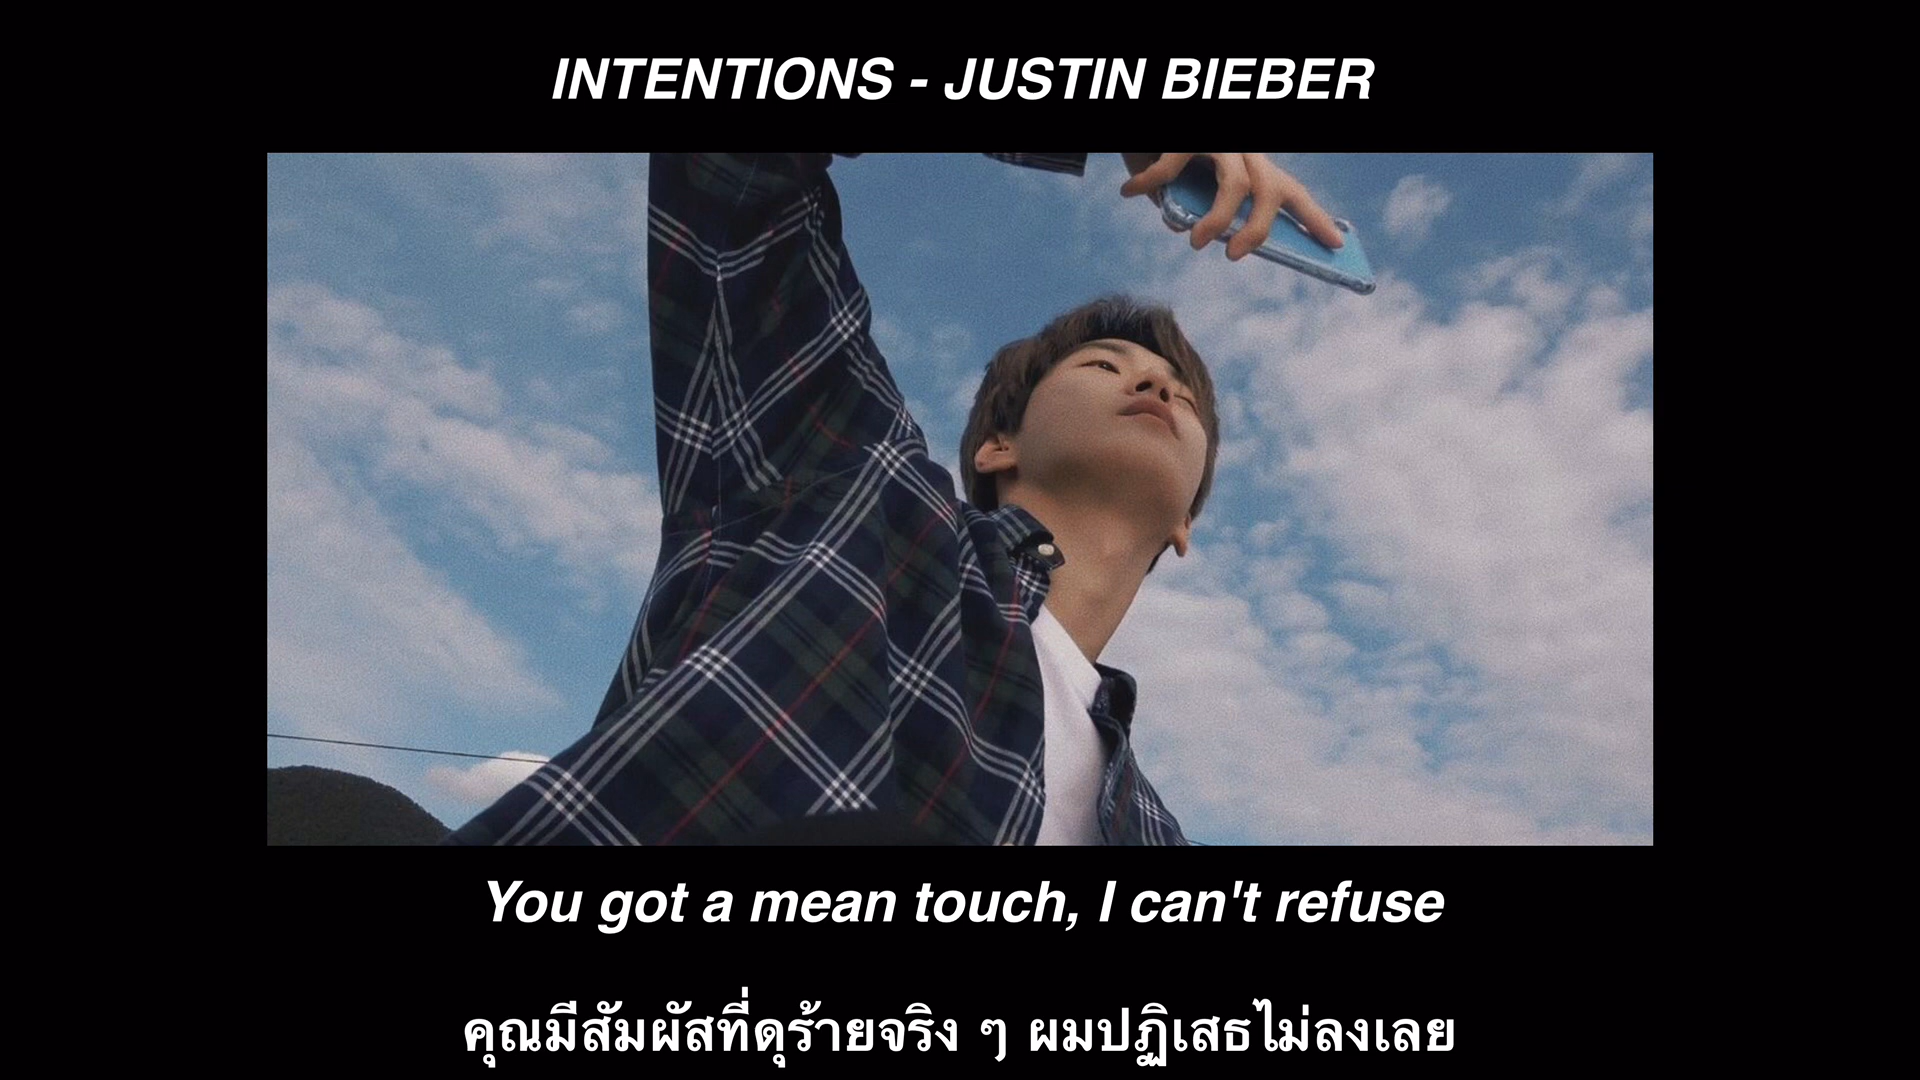 INTENTIONS - JUSTIN BIEBER
You got a mean touch, I can't refuse
คุณมีสัมผัสที่ดุร้ายจริง ๆ ผมปฏิเสธไม่ลงเลย